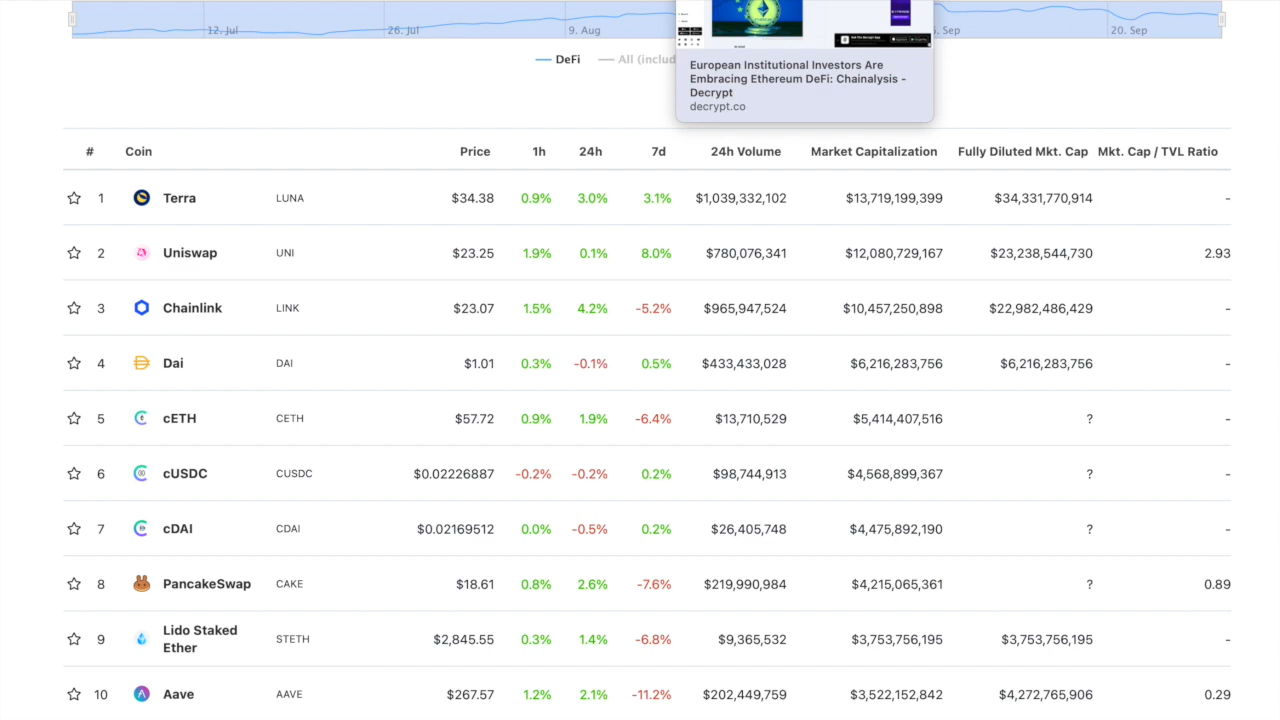 12. Jul 26. Jul 9. Aug . Sep 20. Sep
DeFi All (includ
European Institutional Investors Are
Embracing Ethereum DeFi: Chainalysis -
Decrypt
decrypt.co
# Coin Price 1h 24h 7d 24h Volume Market Capitalization Fully Diluted Mkt. Cap Mkt. Cap / TVL Ratio
1 Terra LUNA $34.38 0.9% 3.0% 3.1% $1,039,332,102 $13,719,199,399 $34,331,770,914 -
2 Uniswap UNI $23.25 1.9% 0.1% 8.0% $780,076,341 $12,080,729,167 $23,238,544,730 2.93
3 Chainlink LINK $23.07 1.5% 4.2% -5.2% $965,947,524 $10,457,250,898 $22,982,486,429 -
4 Dai DAI $1.01 0.3% -0.1% 0.5% $433,433,028 $6,216,283,756 $6,216,283,756 -
5 cETH CETH $57.72 0.9% 1.9% -6.4% $13,710,529 $5,414,407,516 ? -
6 cUSDC CUSDC $0.02226887 -0.2% -0.2% 0.2% $98,744,913 $4,568,899,367 ? -
7 cDAI CDAI $0.02169512 0.0% -0.5% 0.2% $26,405,748 $4,475,892,190 ? -
8 PancakeSwap CAKE $18.61 0.8% 2.6% -7.6% $219,990,984 $4,215,065,361 ? 0.89
9 Lido Staked
Ether STETH $2,845.55 0.3% 1.4% -6.8% $9,365,532 $3,753,756,195 $3,753,756,195 -
10 Aave AAVE $267.57 1.2% 2.1% -11.2% $202,449,759 $3,522,152,842 $4,272,765,906 0.29